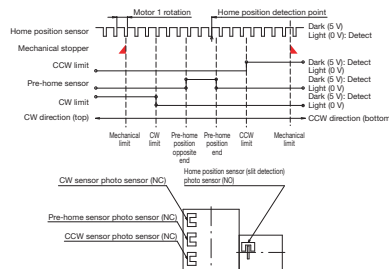 Motor 1 rotation
Home position detection point
Home position sensor
Dark (5 V)
Light (0 V): Detect
Mechanical stopper
CCW limit
Dark (5 V): Detect
Light (0 V)
Pre-home sensor
Dark (5 V): Detect
Light (0 V)
CW limit
Dark (5 V): Detect
Light (0 V)
CW direction (top)
CCW direction (bottom
Mechanical limit
CW limit
Pre-home position opposite end
Pre-home position end
CCW limit
Mechanical limit
CW sensor photo sensor (NC)
Home position sensor (slit detection) photo sensor (NO)
Pre-home sensor photo sensor (NC)
CCW sensor photo sensor (NC)